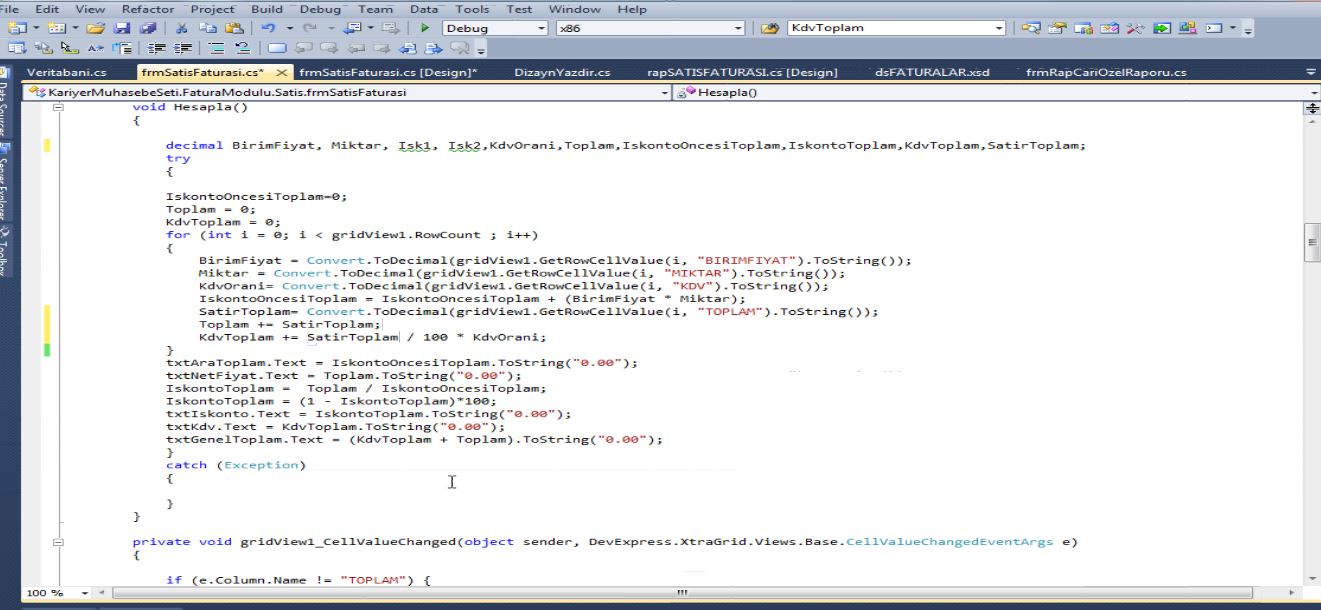 File Edit View Refactor Project Build Debug Team Data Tools Test Window Help
Debug x86 KdvToplam
Veritabani.cs frmSatisFaturasi.cs* frmSatisFaturasi.cs [Design]* DizaynYazdir.cs rapSATISFATURASI.cs [Design] dsFATURALAR.xsd frmRapCariOzelRaporu.cs
KariyerMuhasebeSeti.FaturaModulu.Satis.frmSatisFaturasi Hesapla()
Data Sources
Server Explorer
Toolbox
void Hesapla()
{
decimal BirimFiyat, Miktar, Isk1, Isk2,KdvOrani,Toplam,IskontoOncesiToplam,IskontoToplam,KdvToplam,SatirToplam;
try
{
IskontoOncesiToplam=0;
Toplam = 0;
KdvToplam = 0;
for (int i = 0; i < gridView1.RowCount ; i++)
{
BirimFiyat = Convert.ToDecimal(gridView1.GetRowCellValue(i, "BIRIMFIYAT").ToString());
Miktar = Convert.ToDecimal(gridView1.GetRowCellValue(i, "MIKTAR").ToString());
KdvOrani= Convert.ToDecimal(gridView1.GetRowCellValue(i, "KDV").ToString());
IskontoOncesiToplam = IskontoOncesiToplam + (BirimFiyat * Miktar);
SatirToplam= Convert.ToDecimal(gridView1.GetRowCellValue(i, "TOPLAM").ToString());
Toplam += SatirToplam;
KdvToplam += SatirToplam / 100 * KdvOrani;
}
txtAraToplam.Text = IskontoOncesiToplam.ToString("0.00");
txtNetFiyat.Text = Toplam.ToString("0.00");
IskontoToplam =  Toplam / IskontoOncesiToplam;
IskontoToplam = (1 - IskontoToplam)*100;
txtIskonto.Text = IskontoToplam.ToString("0.00");
txtKdv.Text = KdvToplam.ToString("0.00");
txtGenelToplam.Text = (KdvToplam + Toplam).ToString("0.00");
}
catch (Exception)
{
}
}
private void gridView1_CellValueChanged(object sender, DevExpress.XtraGrid.Views.Base.CellValueChangedEventArgs e)
{
if (e.Column.Name != "TOPLAM") {
100 %